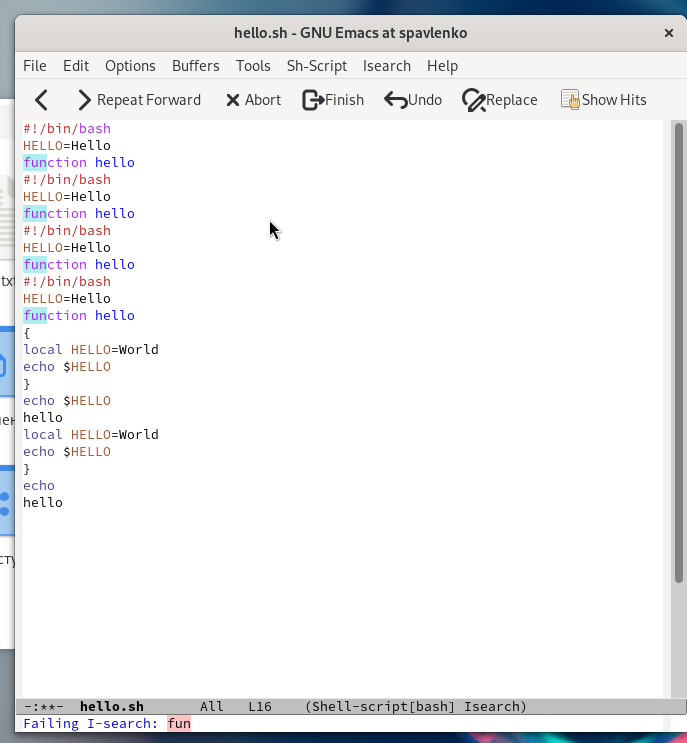 hello.sh - GNU Emacs at spavlenko
File Edit Options Buffers Tools Sh-Script Isearch Help
Repeat Forward Abort Finish Undo Replace Show Hits
#!/bin/bash
HELLO=Hello
function hello
#!/bin/bash
HELLO=Hello
function hello
#!/bin/bash
HELLO=Hello
function hello
#!/bin/bash
HELLO=Hello
function hello
{
local HELLO=World
echo $HELLO
}
echo $HELLO
hello
local HELLO=World
echo $HELLO
}
echo
hello
-:**- hello.sh All L16 (Shell-script[bash] Isearch)
Failing I-search: fun